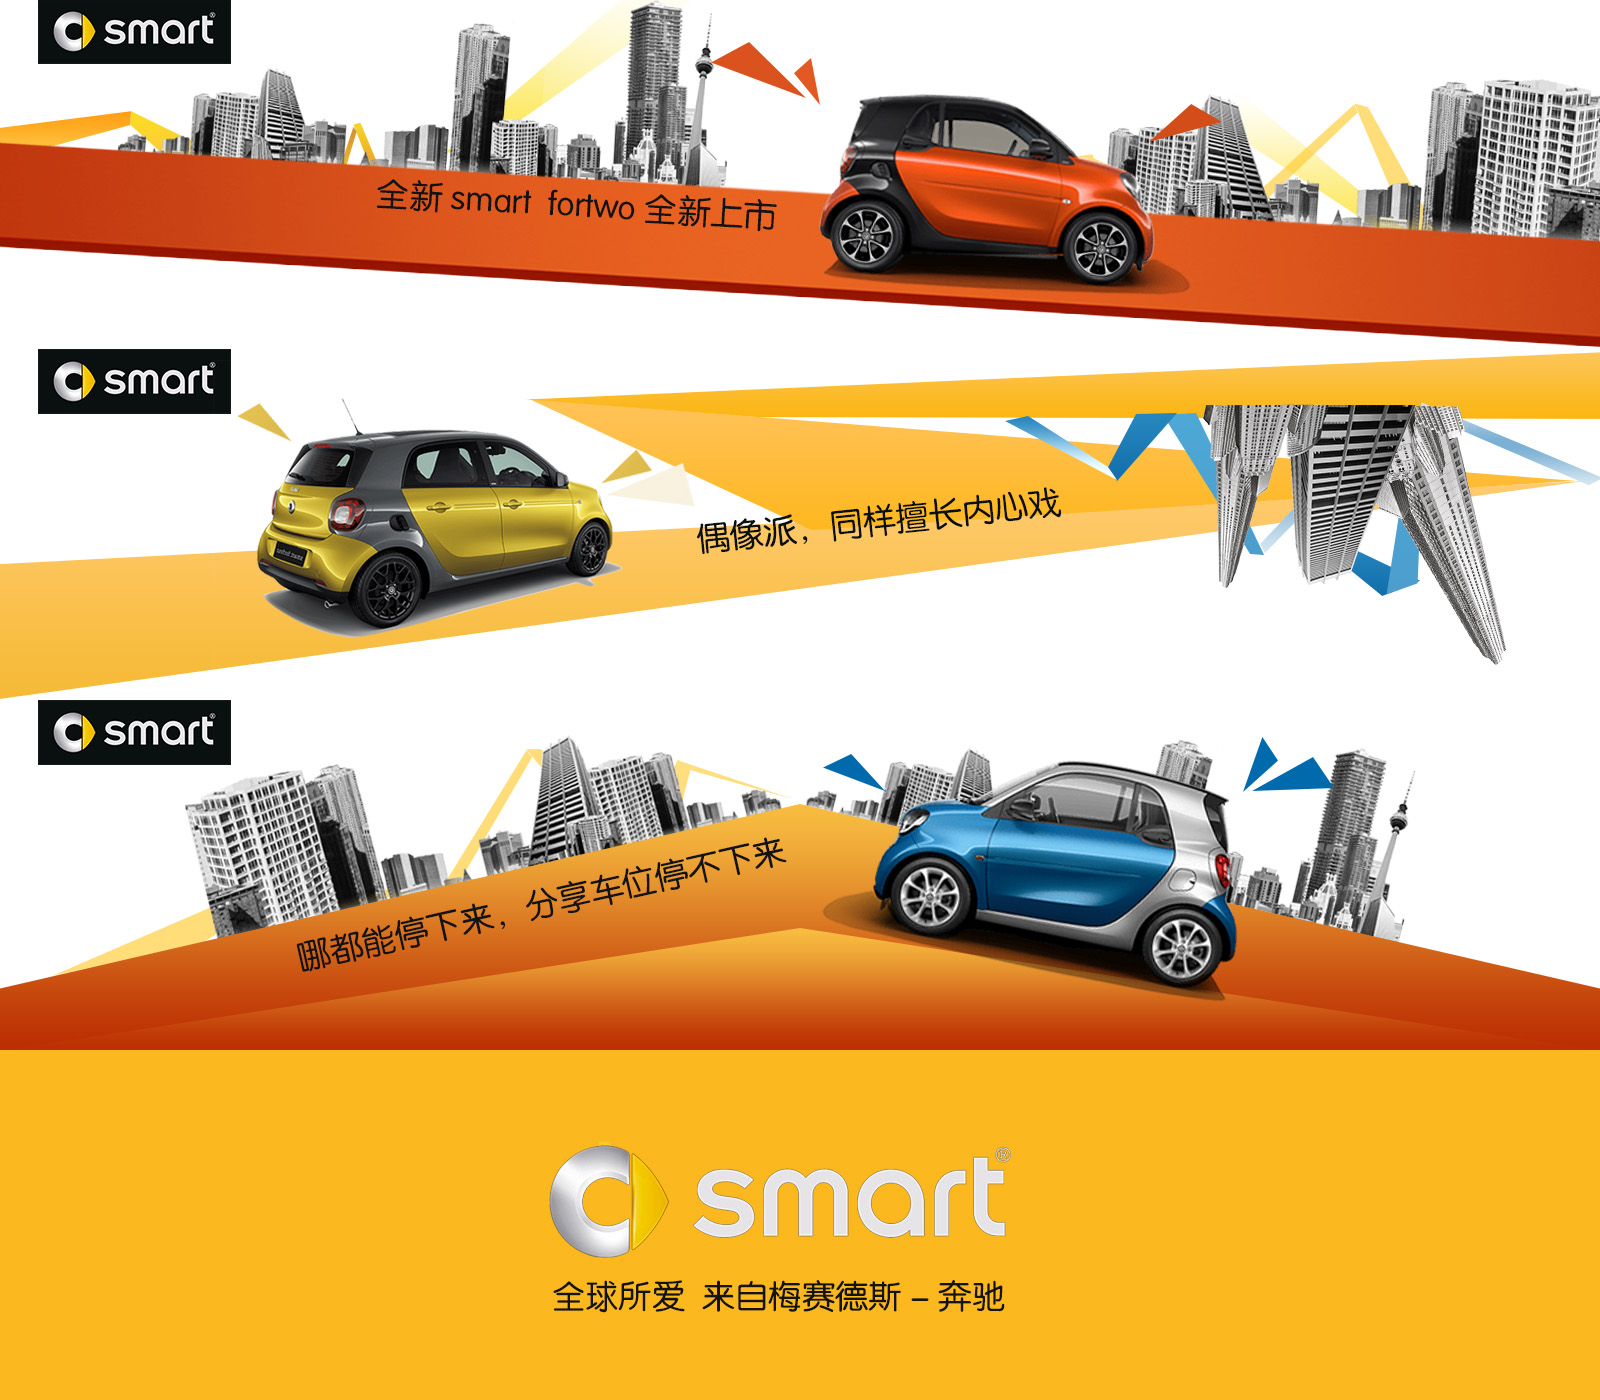 smart®
全新 smart fortwo 全新上市
smart®
偶像派，同样擅长内心戏
smart®
哪都能停下来，分享车位停不下来
smart®
全球所爱 来自梅赛德斯 – 奔驰